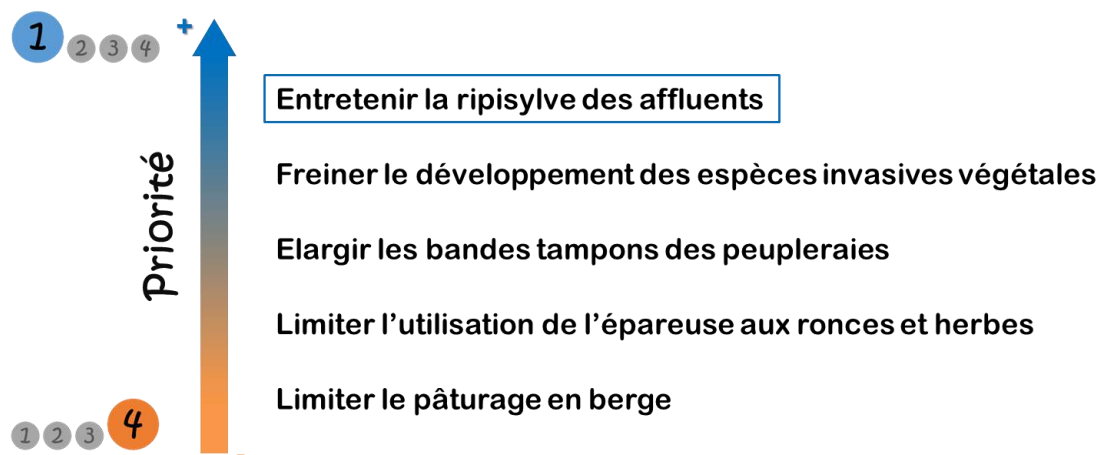 1 2 3 4
+
Priorité
Entretenir la ripisylve des affluents
Freiner le développement des espèces invasives végétales
Elargir les bandes tampons des peupleraies
Limiter l’utilisation de l’épareuse aux ronces et herbes
Limiter le pâturage en berge
1 2 3 4
-